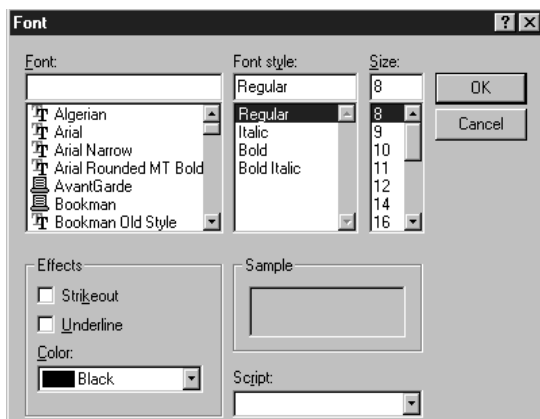 Font
Font: Font style: Size:
Regular 8
OK
Cancel
Algerian
Arial
Arial Narrow
Arial Rounded MT Bold
AvantGarde
Bookman
Bookman Old Style
Regular
Italic
Bold
Bold Italic
8
9
10
11
12
14
16
Effects
Strikeout
Underline
Color:
Black
Sample
Script: